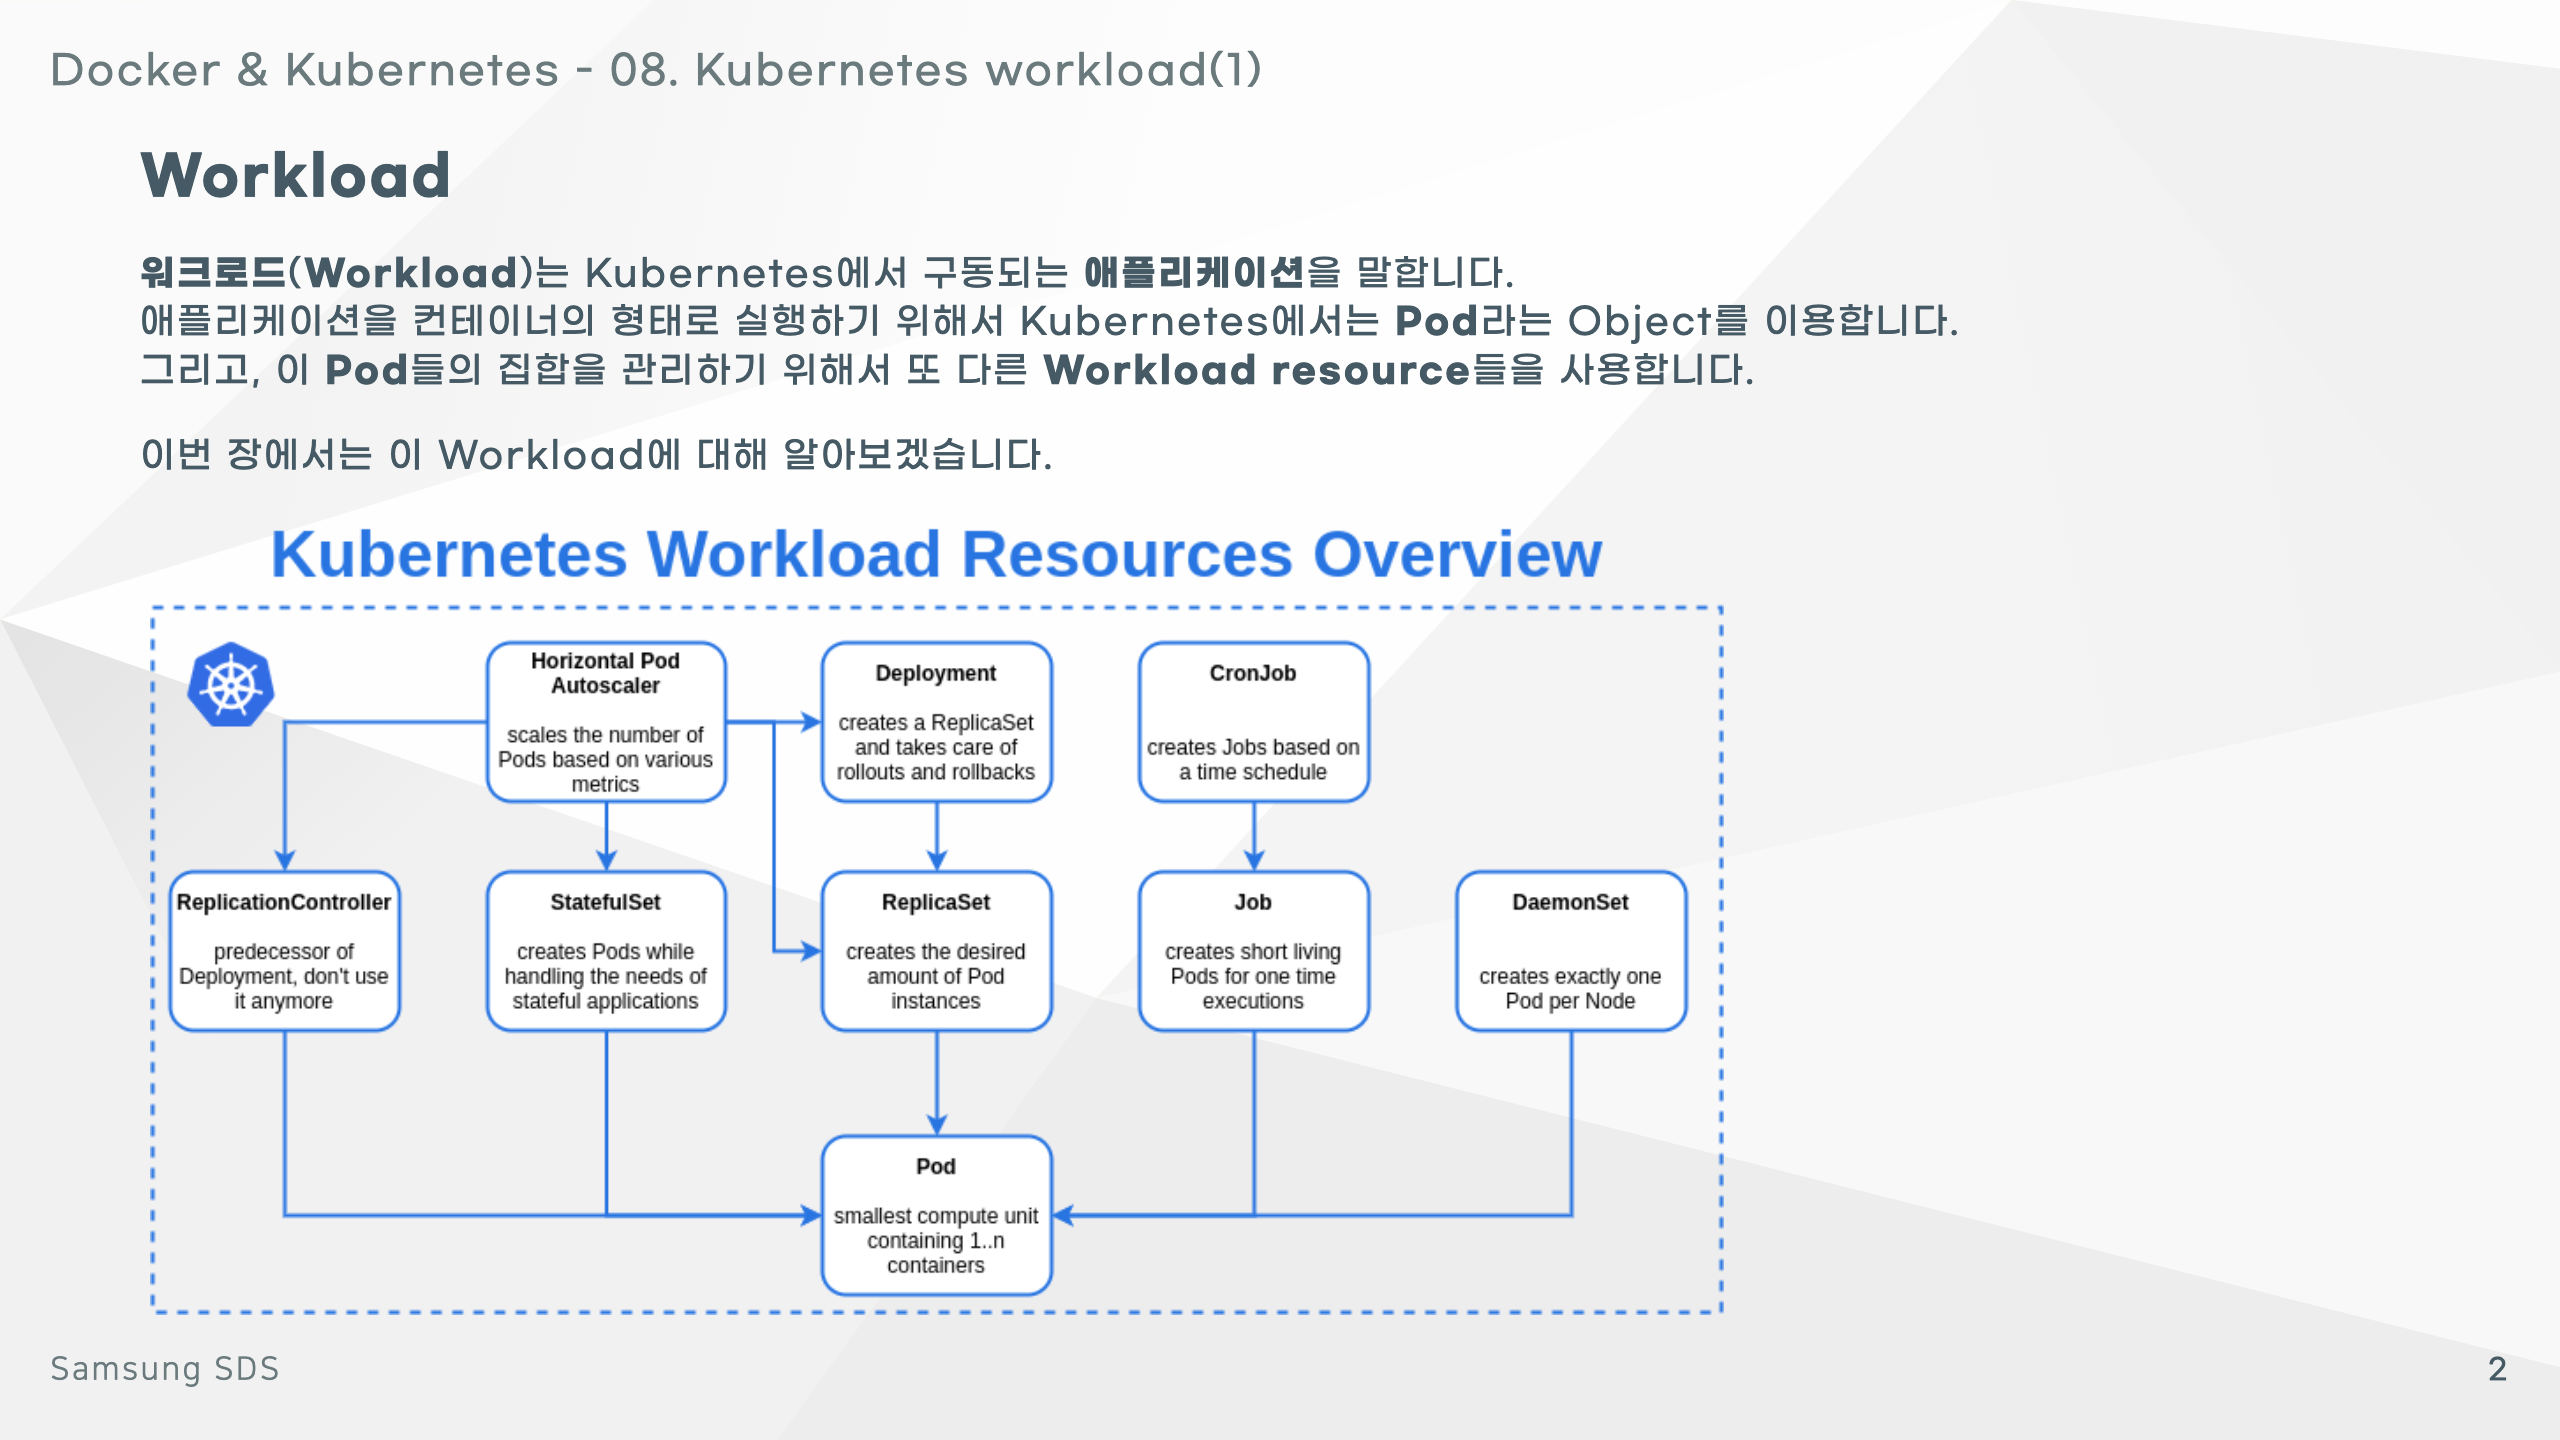 Docker & Kubernetes - 08. Kubernetes workload(1)
Workload
워크로드(Workload)는 Kubernetes에서 구동되는 애플리케이션을 말합니다.
애플리케이션을 컨테이너의 형태로 실행하기 위해서 Kubernetes에서는 Pod라는 Object를 이용합니다.
그리고, 이 Pod들의 집합을 관리하기 위해서 또 다른 Workload resource들을 사용합니다.
이번 장에서는 이 Workload에 대해 알아보겠습니다.
Kubernetes Workload Resources Overview
Horizontal Pod
Autoscaler
scales the number of
Pods based on various
metrics
Deployment
creates a ReplicaSet
and takes care of
rollouts and rollbacks
CronJob
creates Jobs based on
a time schedule
ReplicationController
predecessor of
Deployment, don't use
it anymore
StatefulSet
creates Pods while
handling the needs of
stateful applications
ReplicaSet
creates the desired
amount of Pod
instances
Job
creates short living
Pods for one time
executions
DaemonSet
creates exactly one
Pod per Node
Pod
smallest compute unit
containing 1..n
containers
Samsung SDS
2